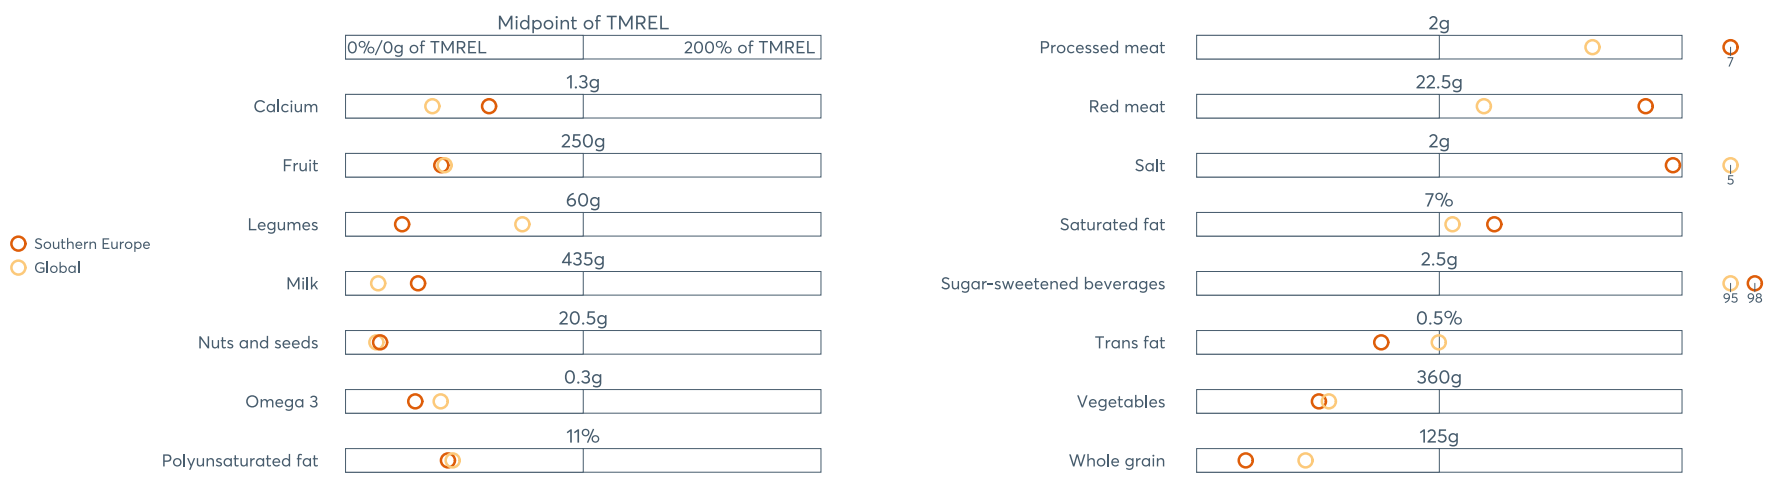 Midpoint of TMREL
0%/0g of TMREL 200% of TMREL
Calcium 1.3g
Fruit 250g
Legumes 60g
Milk 435g
Nuts and seeds 20.5g
Omega 3 0.3g
Polyunsaturated fat 11%
Southern Europe
Global
Processed meat 2g 7
Red meat 22.5g
Salt 2g 5
Saturated fat 7%
Sugar-sweetened beverages 2.5g 95 98
Trans fat 0.5%
Vegetables 360g
Whole grain 125g